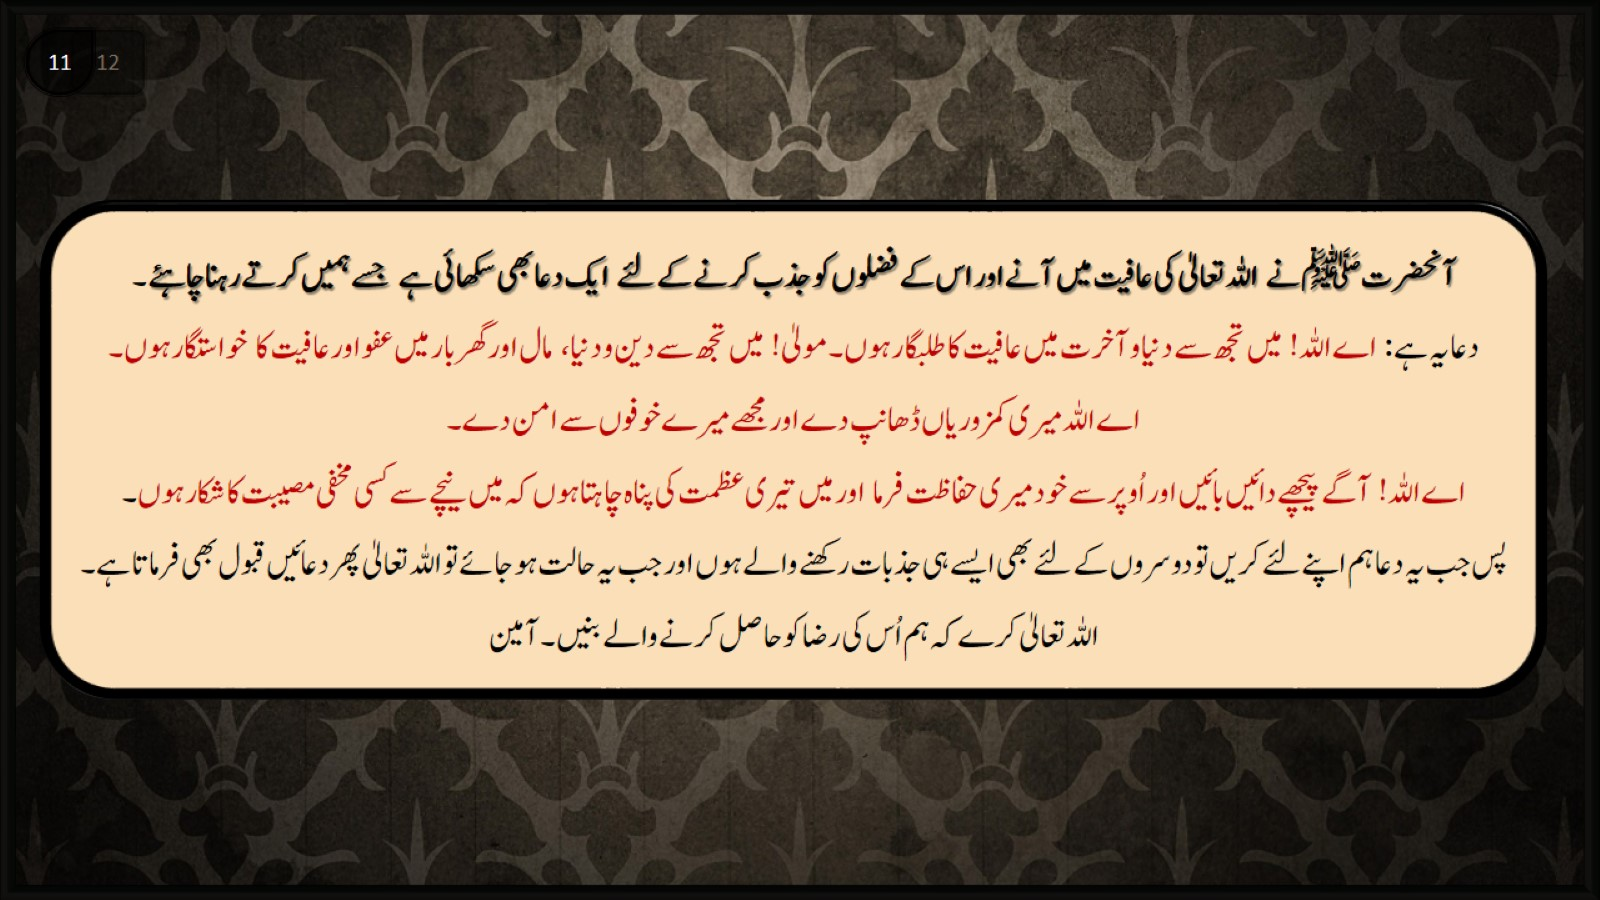 11 12
آنحضرت ﷺ نے اللہ تعالیٰ کی عافیت میں آنے اور اس کے فضلوں کو جذب کرنے کے لئے ایک دعا بھی سکھائی ہے جسے ہمیں کرتے رہنا چاہئے۔
دعا یہ ہے: اے اللہ! میں تجھ سے دنیا و آخرت میں عافیت کا طلبگار ہوں۔ مولیٰ! میں تجھ سے دین و دنیا، مال اور گھر بار میں عفو اور عافیت کا خواستگار ہوں۔
اے اللہ میری کمزوریاں ڈھانپ دے اور مجھے میرے خوفوں سے امن دے۔
اے اللہ! آگے پیچھے دائیں بائیں اور اُوپر سے خود میری حفاظت فرما اور میں تیری عظمت کی پناہ چاہتا ہوں کہ میں نیچے سے کسی مخفی مصیبت کا شکار ہوں۔
پس جب یہ دعا ہم اپنے لئے کریں تو دوسروں کے لئے بھی ایسے ہی جذبات رکھنے والے ہوں اور جب یہ حالت ہو جائے تو اللہ تعالیٰ پھر دعائیں قبول بھی فرماتا ہے۔
اللہ تعالیٰ کرے کہ ہم اُس کی رضا کو حاصل کرنے والے بنیں۔ آمین